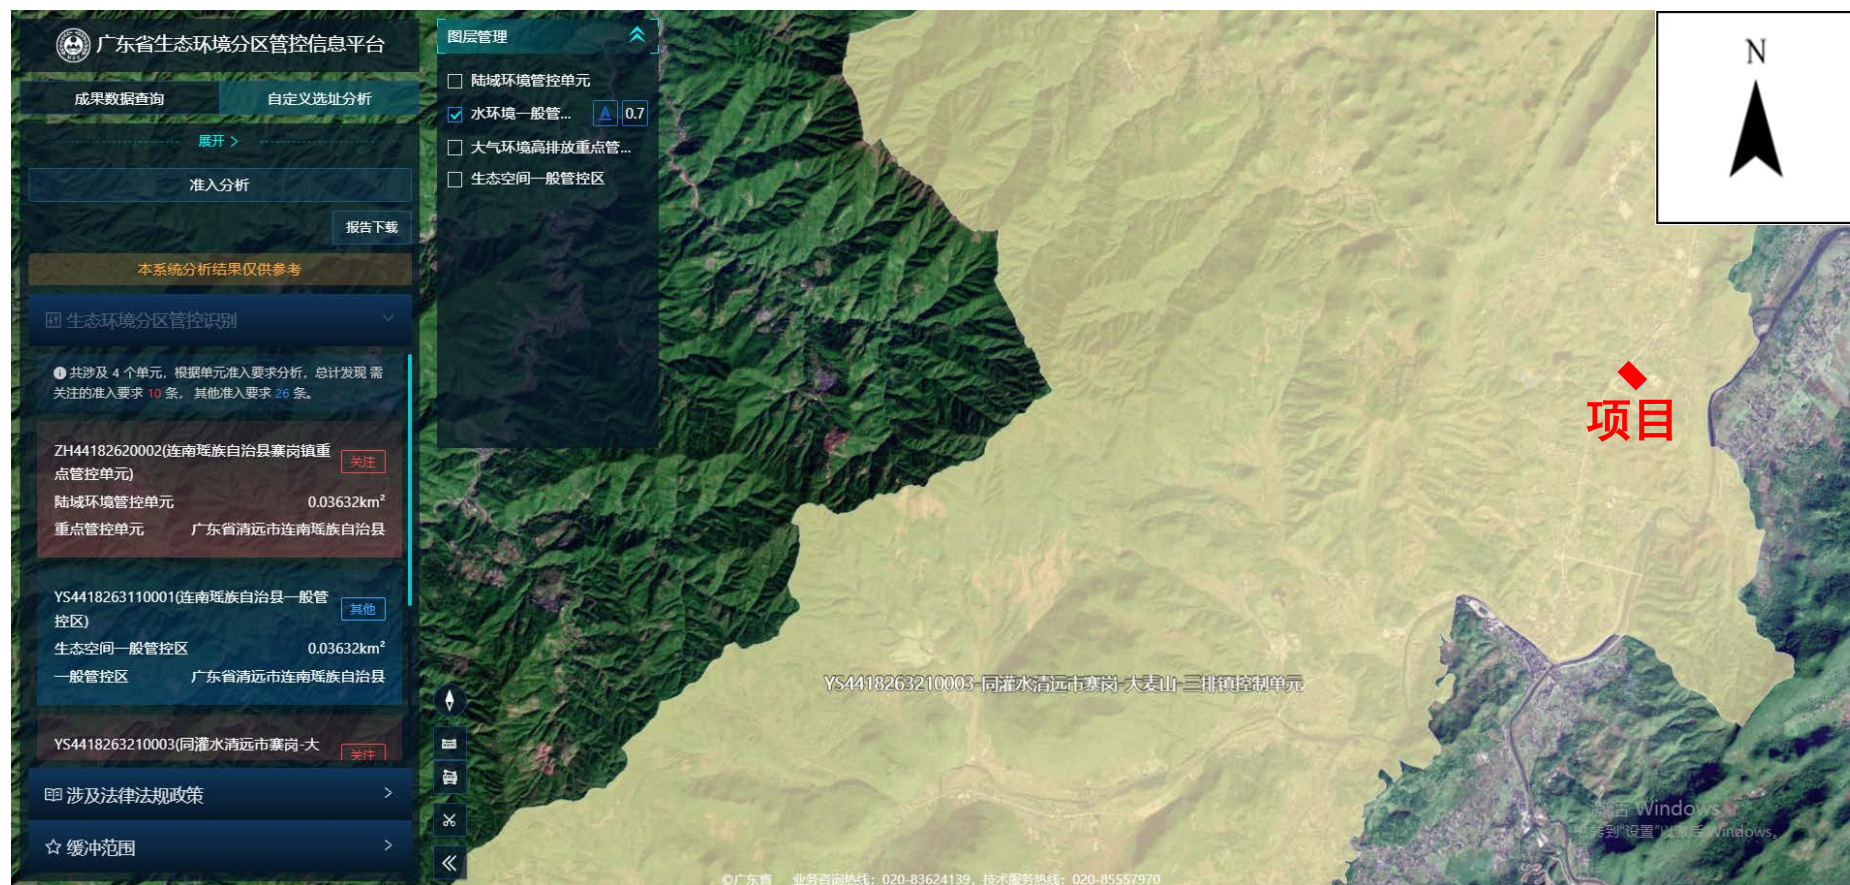 广东省生态环境分区管控信息平台
成果数据查询
自定义选址分析
展开 >
准入分析
报告下载
本系统分析结果仅供参考
生态环境分区管控识别
共涉及 4 个单元，根据单元准入要求分析，总计发现 需
关注的准入要求 10 条， 其他准入要求 26 条。
ZH44182620002(连南瑶族自治县寨岗镇重
点管控单元)
关注
陆域环境管控单元 0.03632km²
重点管控单元 广东省清远市连南瑶族自治县
YS4418263110001(连南瑶族自治县一般管
控区)
其他
生态空间一般管控区 0.03632km²
一般管控区 广东省清远市连南瑶族自治县
YS4418263210003(同灌水清远市寨岗-大
关注
涉及法律法规政策 >
缓冲范围 >
图层管理
陆域环境管控单元
水环境一般管... A 0.7
大气环境高排放重点管...
生态空间一般管控区
N
项目
YS4418263210003-同灌水清远市寨岗-大麦山-三排镇控制单元
激活 Windows
转到"设置"以激活 Windows。
©广东省 业务咨询热线：020-83624139，技术服务热线：020-85557970